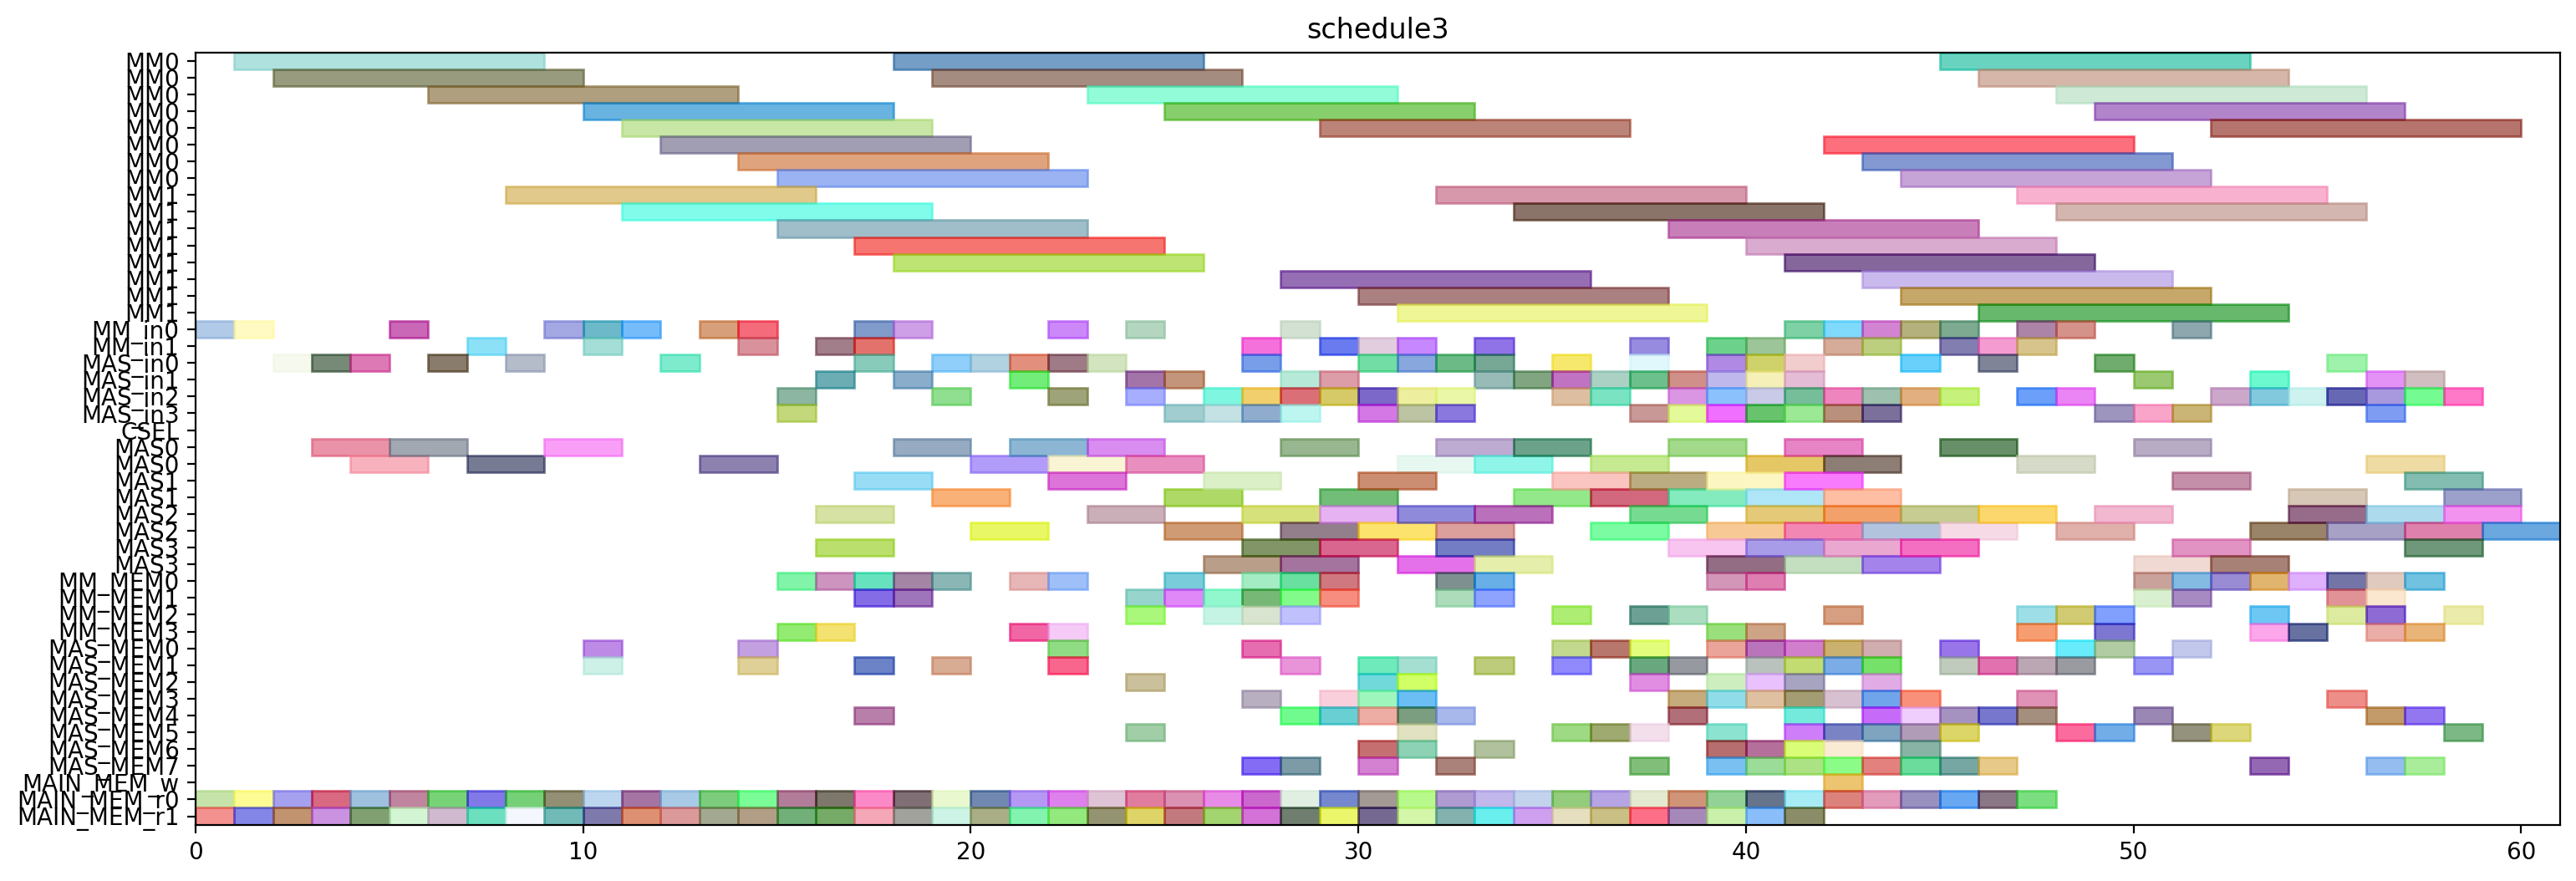 schedule3
MM0
MM0
MM0
MM0
MM0
MM0
MM0
MM0
MM1
MM1
MM1
MM1
MM1
MM1
MM1
MM1
MM_in0
MM_in1
MAS_in0
MAS_in1
MAS_in2
MAS_in3
CSEL
MAS0
MAS0
MAS1
MAS1
MAS2
MAS2
MAS3
MAS3
MM_MEM0
MM_MEM1
MM_MEM2
MM_MEM3
MAS_MEM0
MAS_MEM1
MAS_MEM2
MAS_MEM3
MAS_MEM4
MAS_MEM5
MAS_MEM6
MAS_MEM7
MAIN_MEM_w
MAIN_MEM_r0
MAIN_MEM_r1
0 10 20 30 40 50 60